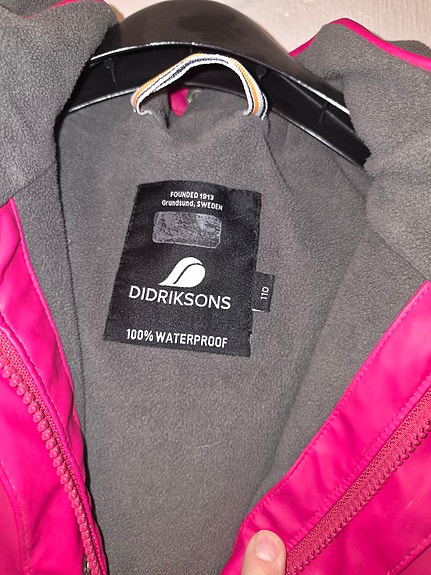 FOUNDED 1913
Grundsund, SWEDEN
DIDRIKSONS
110
100% WATERPROOF